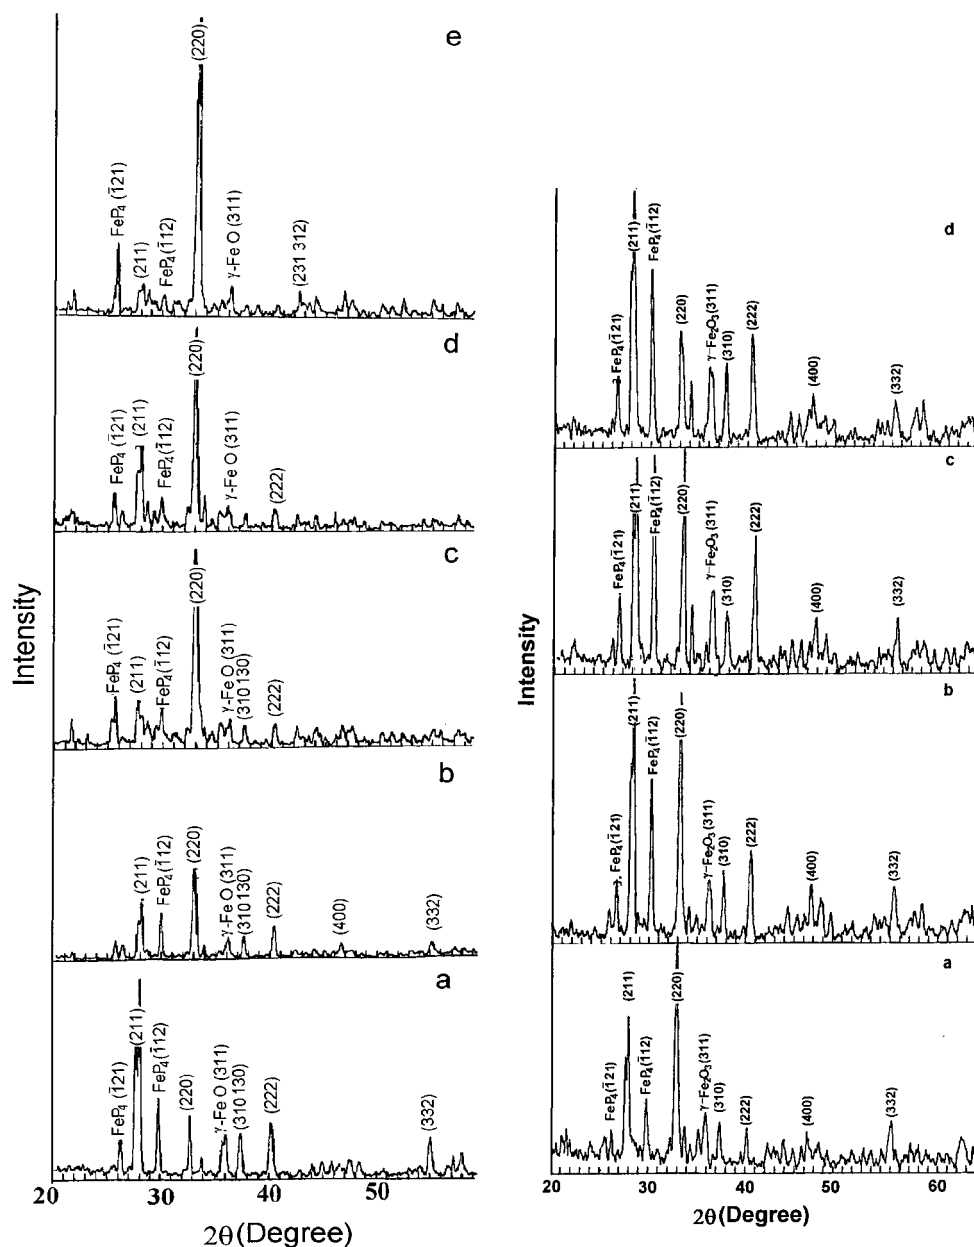 e
FeP₄ (1̄21)
(211)
FeP₄(1̄12)
(220)
γ-Fe O (311)
(231 312)
d
FeP₄ (1̄21)
(211)
FeP₄(1̄12)
(220)
γ-Fe O (311)
(222)
c
FeP₄ (1̄21)
(211)
FeP₄(1̄12)
(220)
γ-Fe O (311)
(310 130)
(222)
b
(211)
FeP₄(1̄12)
(220)
γ-Fe O (311)
(310 130)
(222)
(400)
(332)
a
FeP₄ (1̄21)
(211)
FeP₄(1̄12)
(220)
γ-Fe O (311)
(310 130)
(222)
(332)
Intensity
20 30 40 50
2θ(Degree)
d
FeP₄(1̄21)
(211)
FeP₄(1̄12)
(220)
γ-Fe₂O₃(311)
(310)
(222)
(400)
(332)
c
FeP₄(1̄21)
(211)
FeP₄(1̄12)
(220)
γ-Fe₂O₃(311)
(310)
(222)
(400)
(332)
b
FeP₄(1̄21)
(211)
FeP₄(1̄12)
(220)
γ-Fe₂O₃(311)
(310)
(222)
(400)
(332)
a
FeP₄(1̄21)
(211)
FeP₄(1̄12)
(220)
γ-Fe₂O₃(311)
(310)
(222)
(400)
(332)
Intensity
20 30 40 50 60
2θ(Degree)